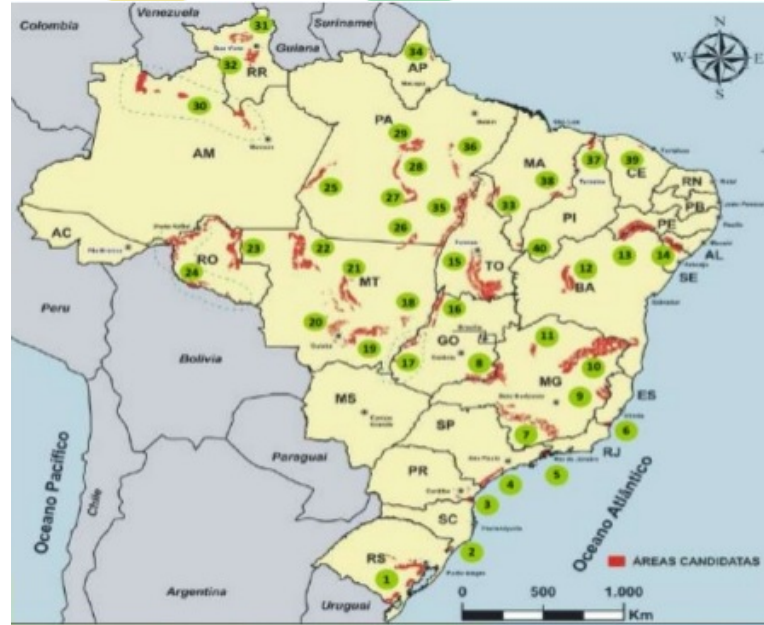 Venezuela
Colombia
Suriname
Guiana
31
32
RR
34
AP
N
W
E
S
30
AM
PA
29
28
36
25
27
26
35
MA
38
37
39
CE
RN
PB
PE
33
PI
40
13
14
AL
SE
AC
RO
23
24
22
21
MT
15
TO
12
BA
Peru
Bolivia
20
19
18
17
16
GO
8
11
10
MG
9
ES
6
MS
SP
7
RJ
5
4
Paraguai
PR
3
SC
2
RS
1
Chile
Argentina
Uruguai
Oceano Pacífico
Oceano Atlântico
ÁREAS CANDIDATAS
0 500 1.000
Km